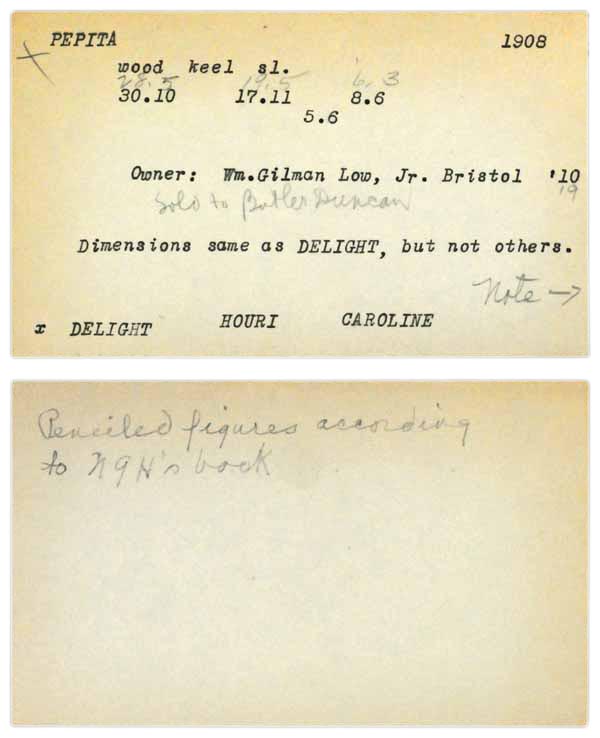 PEPITA 1908
wood keel sl.
28.5 19.5 6.3
30.10 17.11 8.6
5.6
Owner: Wm.Gilman Low, Jr. Bristol '10
19
Sold to Butler Duncan
Dimensions same as DELIGHT, but not others.
Note →
x DELIGHT HOURI CAROLINE
Penciled figures according
to NGH's book